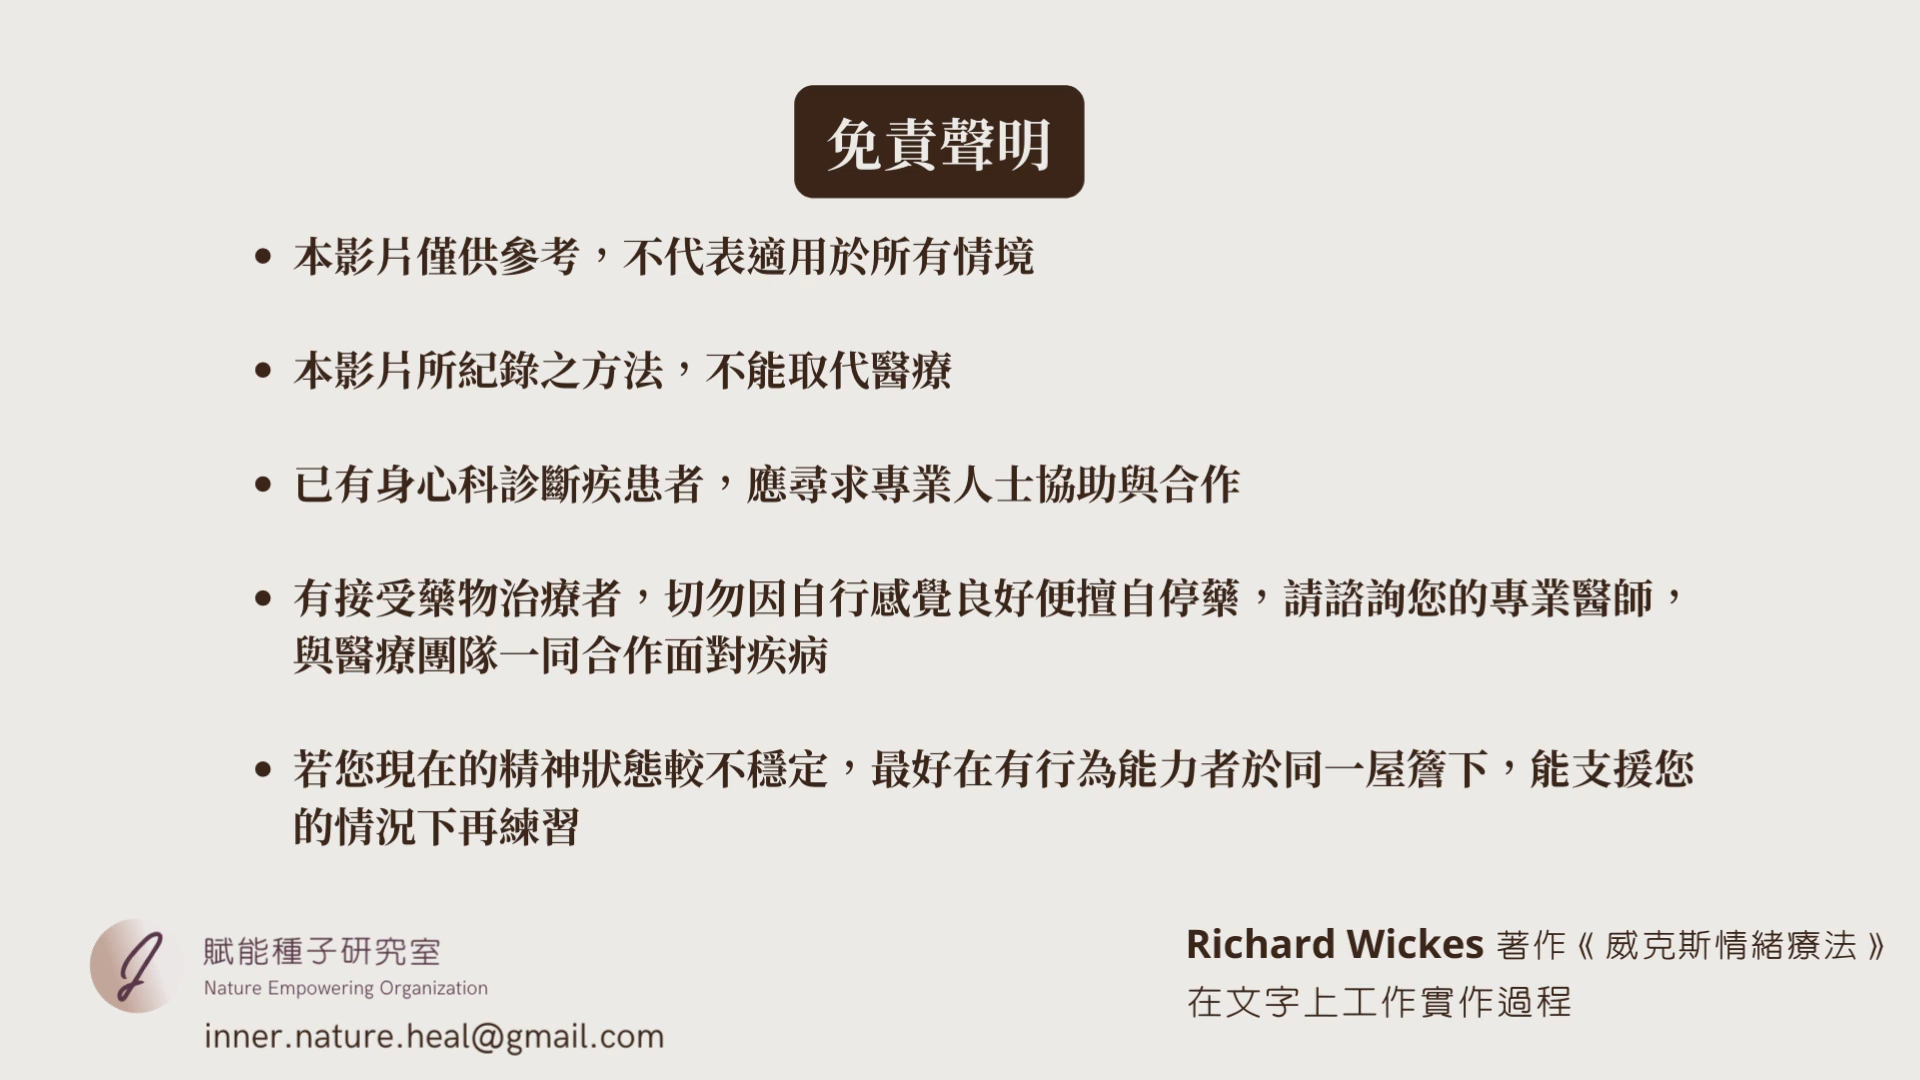 免責聲明
本影片僅供參考，不代表適用於所有情境
本影片所紀錄之方法，不能取代醫療
已有身心科診斷疾患者，應尋求專業人士協助與合作
有接受藥物治療者，切勿因自行感覺良好便擅自停藥，請諮詢您的專業醫師，
與醫療團隊一同合作面對疾病
若您現在的精神狀態較不穩定，最好在有行為能力者於同一屋簷下，能支援您
的情況下再練習
賦能種子研究室
Nature Empowering Organization
inner.nature.heal@gmail.com
Richard Wickes 著作《威克斯情緒療法》
在文字上工作實作過程